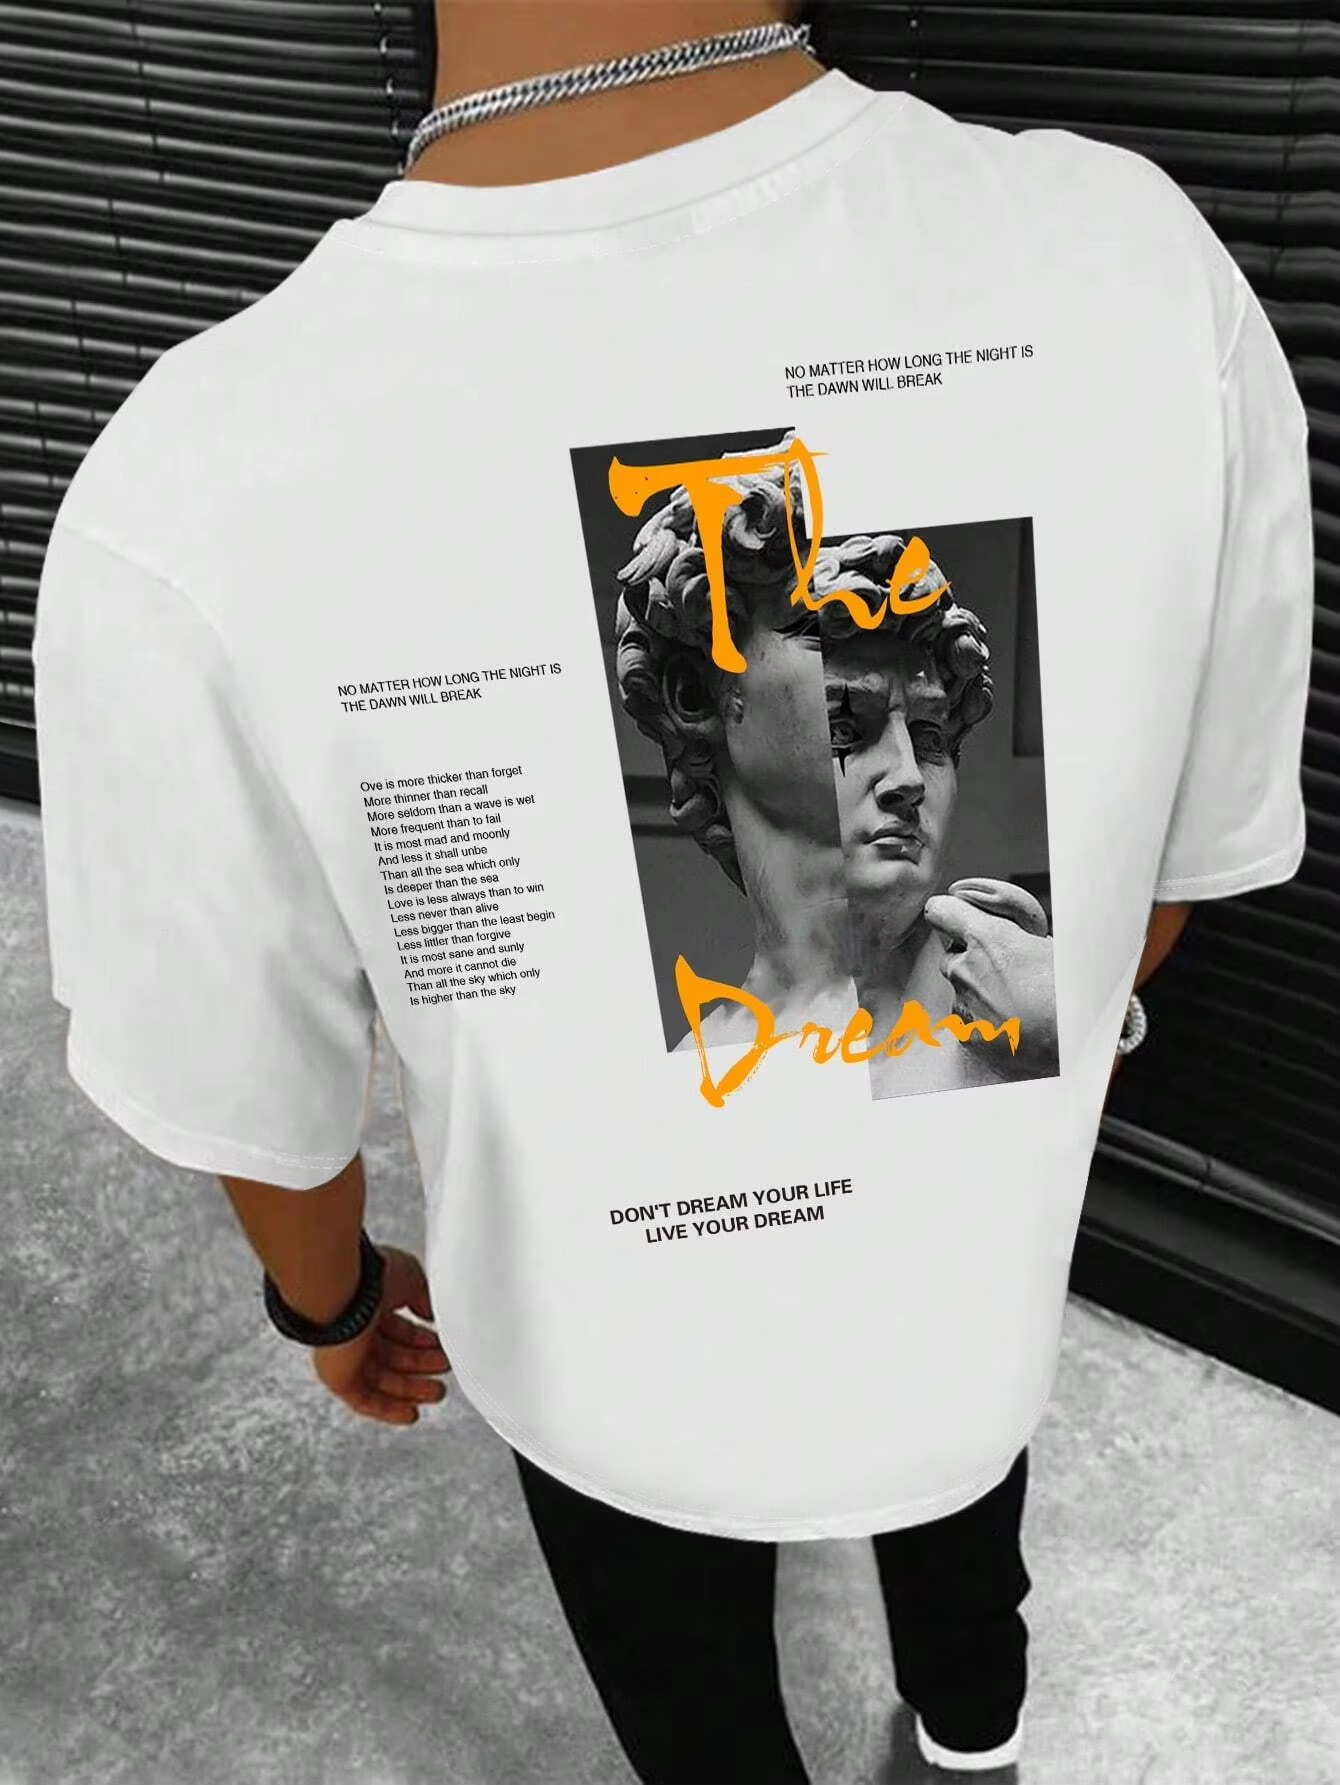 NO MATTER HOW LONG THE NIGHT IS
THE DAWN WILL BREAK
The
NO MATTER HOW LONG THE NIGHT IS
THE DAWN WILL BREAK
Ove is more thicker than forget
More thinner than recall
More seldom than a wave is wet
More frequent than to fail
It is most mad and moonly
And less it shall unbe
Than all the sea which only
Is deeper than the sea
Love is less always than to win
Less never than alive
Less bigger than the least begin
Less littler than forgive
It is most sane and sunly
And more it cannot die
Than all the sky which only
Is higher than the sky
Dream
DON'T DREAM YOUR LIFE
LIVE YOUR DREAM